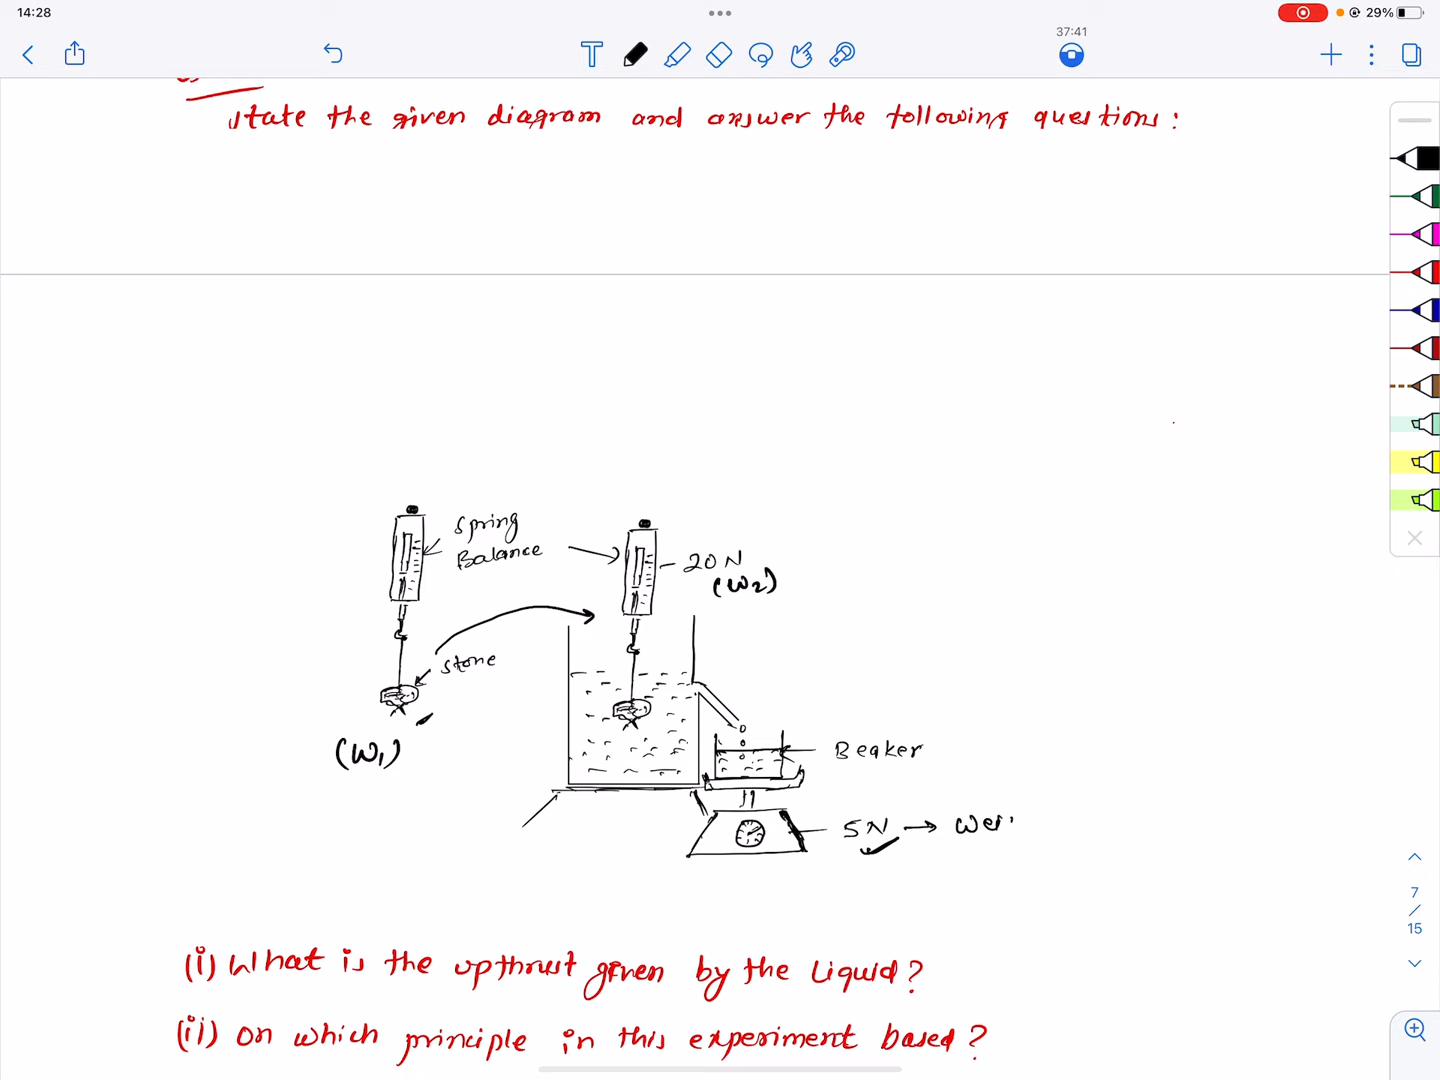 14:28
37:41
29%
state the given diagram and answer the following questions:
Spring
Balance
20 N
(W2)
Stone
(W1)
Beaker
5N → Wei
7
/
15
(i) What is the upthrust given by the liquid?
(ii) On which principle in this experiment based?